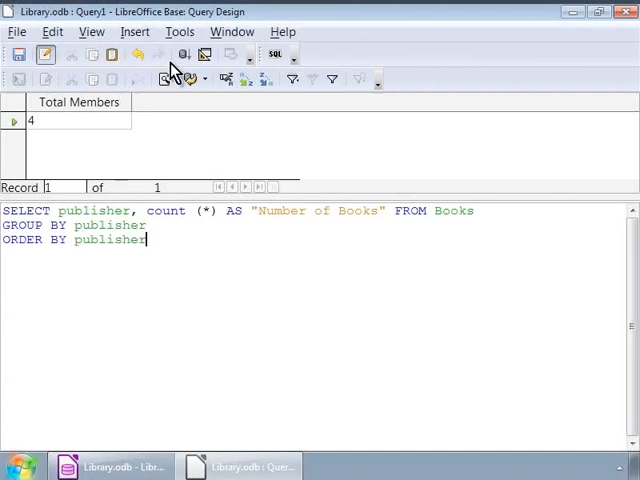 Library.odb : Query1 - LibreOffice Base: Query Design
File Edit View Insert Tools Window Help
SQL
Total Members
4
Record 1 of 1
SELECT publisher, count (*) AS "Number of Books" FROM Books
GROUP BY publisher
ORDER BY publisher
Library.odb - Libr... Library.odb : Quer...